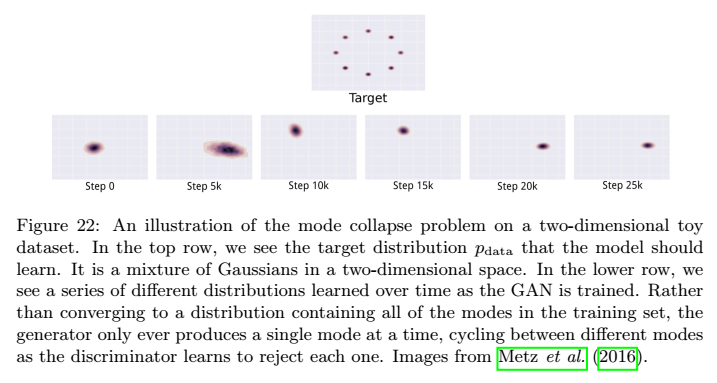 Target
Step 0 Step 5k Step 10k Step 15k Step 20k Step 25k
Figure 22: An illustration of the mode collapse problem on a two-dimensional toy
dataset. In the top row, we see the target distribution p_data that the model should
learn. It is a mixture of Gaussians in a two-dimensional space. In the lower row, we
see a series of different distributions learned over time as the GAN is trained. Rather
than converging to a distribution containing all of the modes in the training set, the
generator only ever produces a single mode at a time, cycling between different modes
as the discriminator learns to reject each one. Images from Metz et al. (2016).